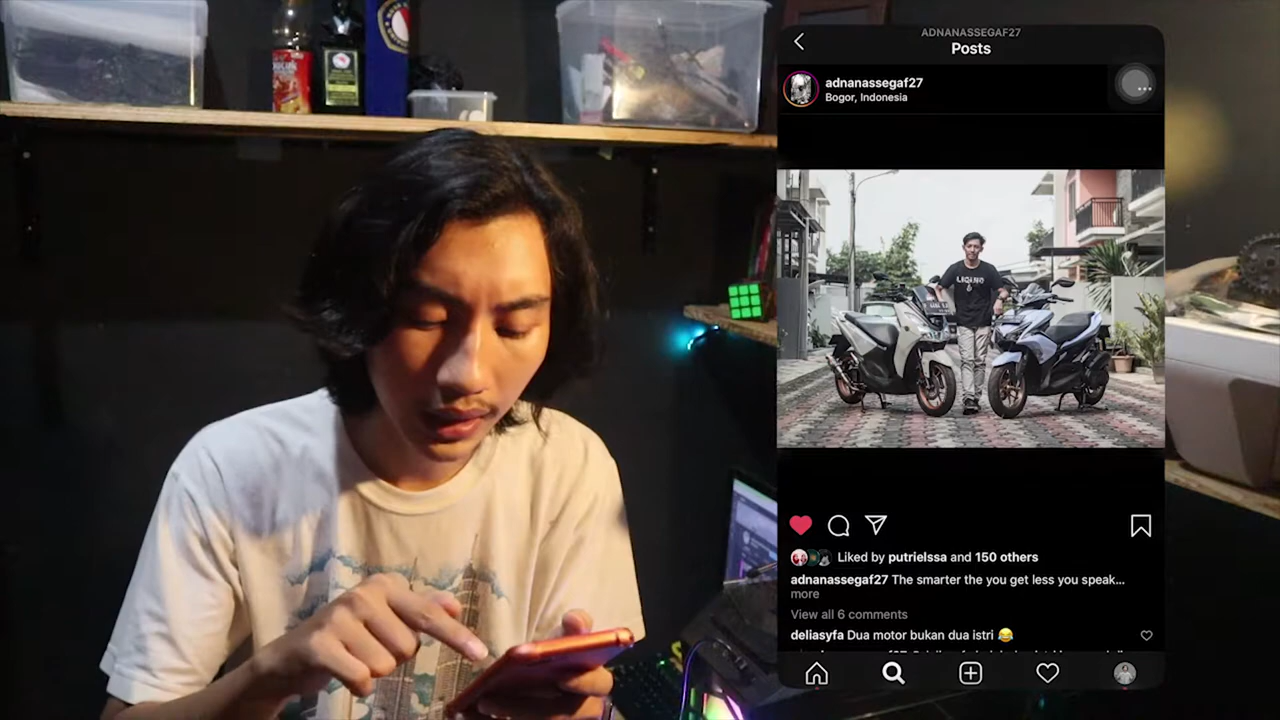 ADNANASSEGAF27
Posts
adnanassegaf27
Bogor, Indonesia
Liked by putrielssa and 150 others
adnanassegaf27 The smarter the you get less you speak...
more
View all 6 comments
deliasyfa Dua motor bukan dua istri 😂